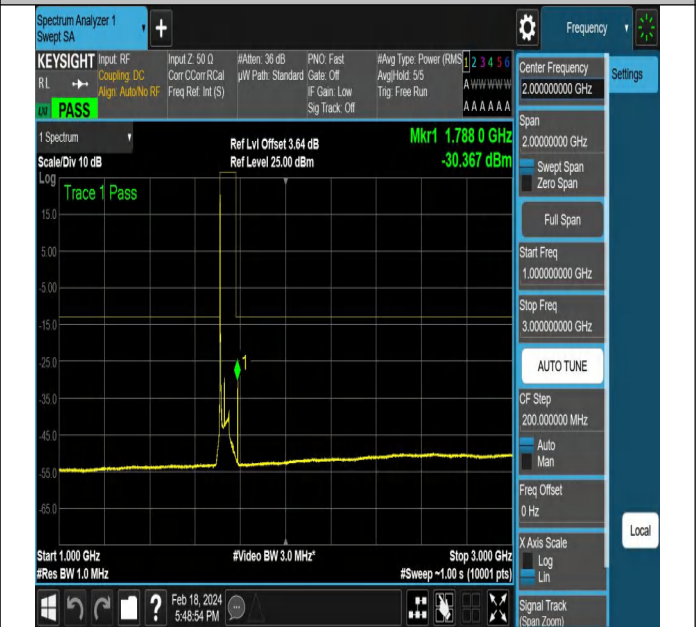 Spectrum Analyzer 1
Swept SA
+
Frequency
KEYSIGHT
Input: RF
Coupling: DC
Align: Auto/No RF
RL
PASS
Input Z: 50 Ω
Corr CCorr RCal
Freq Ref: Int (S)
#Atten: 36 dB
µW Path: Standard
PNO: Fast
Gate: Off
IF Gain: Low
Sig Track: Off
#Avg Type: Power (RMS
Avg|Hold: 5/5
Trig: Free Run
1 2 3 4 5 6
A W W W W W
A A A A A A
1 Spectrum
Scale/Div 10 dB
Log
Ref Lvl Offset 3.64 dB
Ref Level 25.00 dBm
Mkr1 1.788 0 GHz
-30.367 dBm
Trace 1 Pass
15.0
5.00
-5.00
-15.0
-25.0
-35.0
-45.0
-55.0
-65.0
1
Start 1.000 GHz
#Res BW 1.0 MHz
#Video BW 3.0 MHz*
Stop 3.000 GHz
#Sweep ~1.00 s (10001 pts)
Feb 18, 2024
5:48:54 PM
Center Frequency
2.000000000 GHz
Settings
Span
2.00000000 GHz
Swept Span
Zero Span
Full Span
Start Freq
1.000000000 GHz
Stop Freq
3.000000000 GHz
AUTO TUNE
CF Step
200.000000 MHz
Auto
Man
Freq Offset
0 Hz
X Axis Scale
Log
Lin
Local
Signal Track
(Span Zoom)